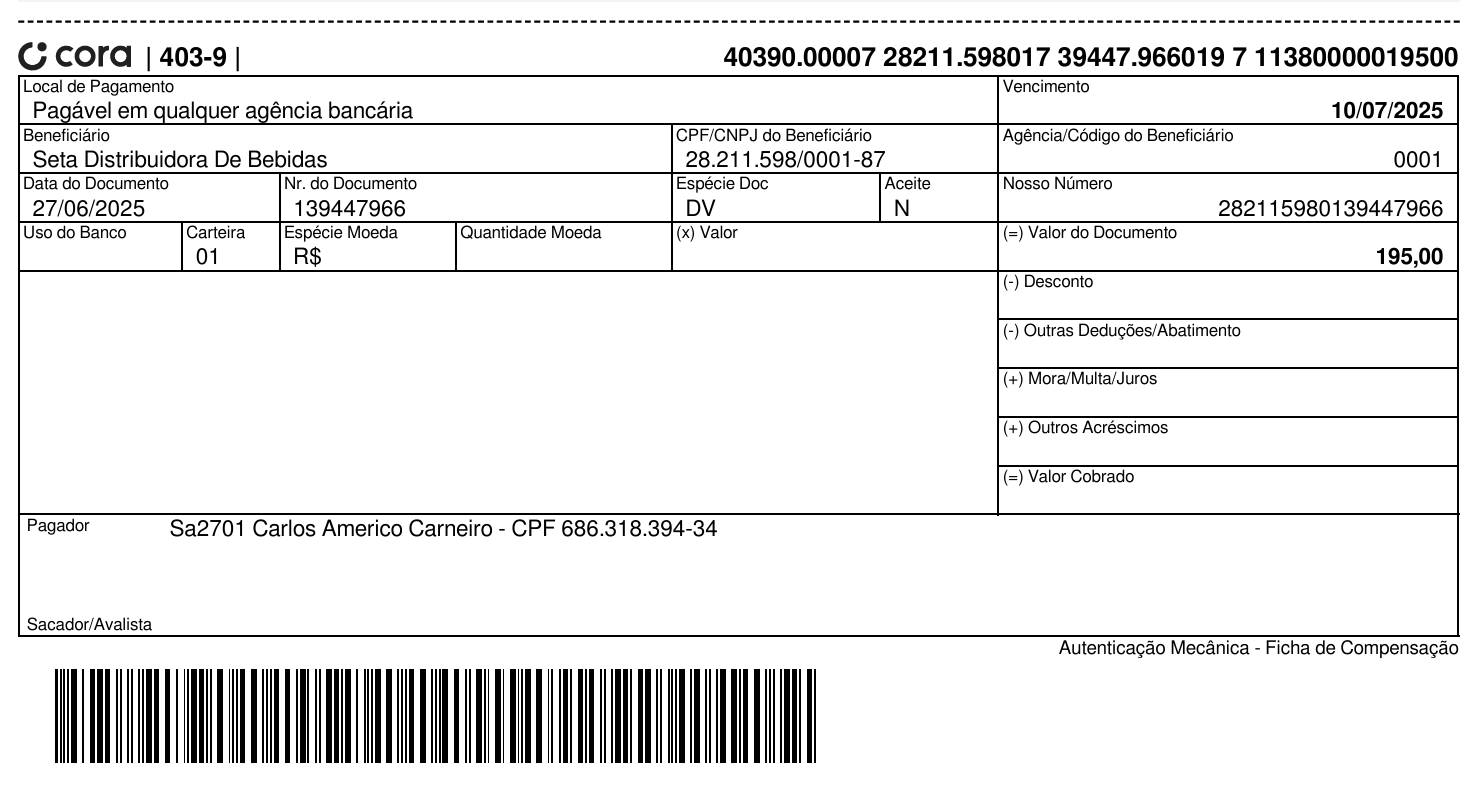 cora | 403-9 | 40390.00007 28211.598017 39447.966019 7 11380000019500
Local de Pagamento Vencimento
Pagável em qualquer agência bancária 10/07/2025
Beneficiário CPF/CNPJ do Beneficiário Agência/Código do Beneficiário
Seta Distribuidora De Bebidas 28.211.598/0001-87 0001
Data do Documento Nr. do Documento Espécie Doc Aceite Nosso Número
27/06/2025 139447966 DV N 282115980139447966
Uso do Banco Carteira Espécie Moeda Quantidade Moeda (x) Valor (=) Valor do Documento
01 R$ 195,00
(-) Desconto
(-) Outras Deduções/Abatimento
(+) Mora/Multa/Juros
(+) Outros Acréscimos
(=) Valor Cobrado
Pagador Sa2701 Carlos Americo Carneiro - CPF 686.318.394-34
Sacador/Avalista
Autenticação Mecânica - Ficha de Compensação